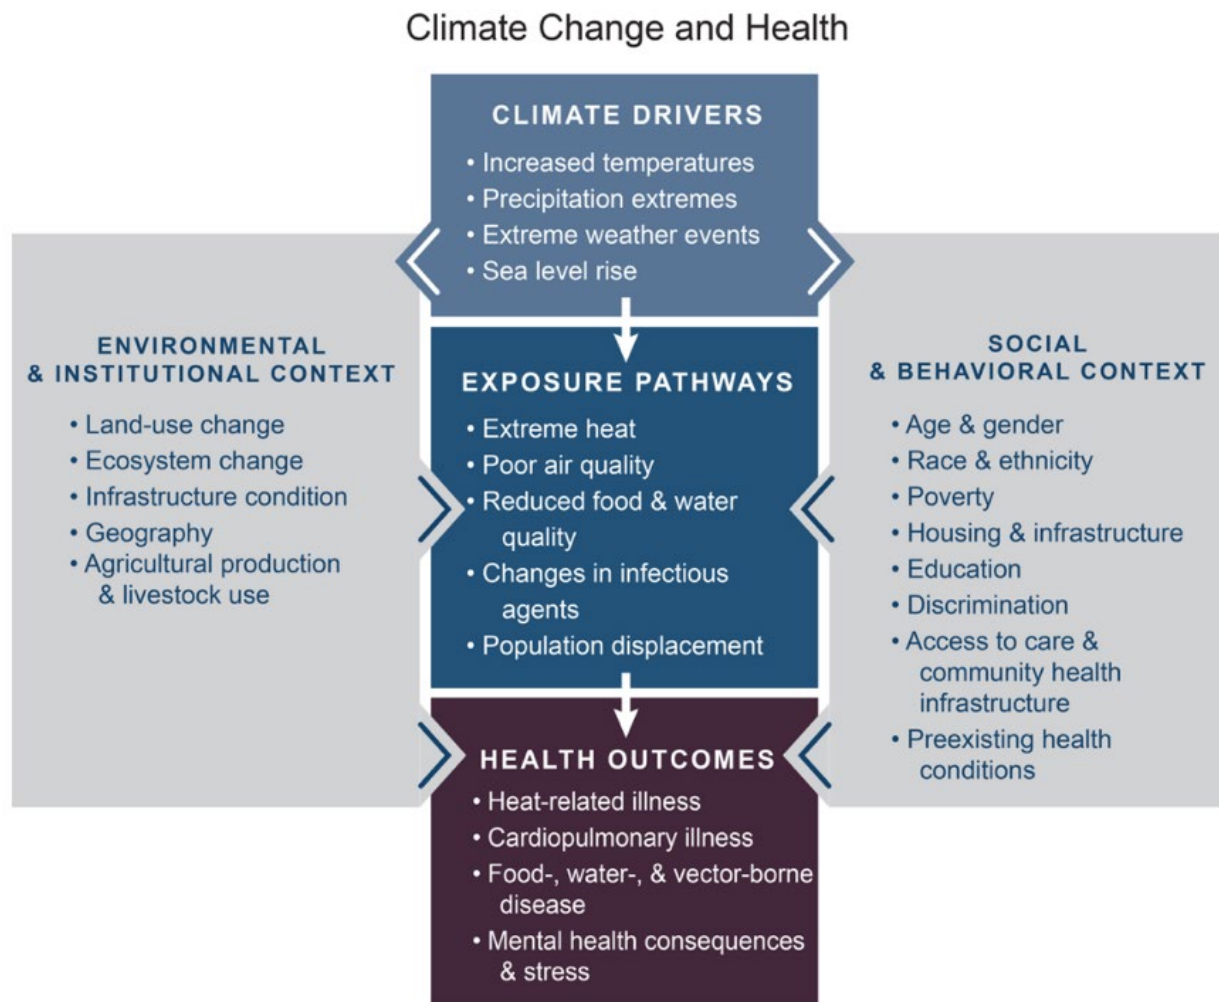 Climate Change and Health
CLIMATE DRIVERS
• Increased temperatures
• Precipitation extremes
• Extreme weather events
• Sea level rise
ENVIRONMENTAL
& INSTITUTIONAL CONTEXT
• Land-use change
• Ecosystem change
• Infrastructure condition
• Geography
• Agricultural production
& livestock use
EXPOSURE PATHWAYS
• Extreme heat
• Poor air quality
• Reduced food & water
quality
• Changes in infectious
agents
• Population displacement
SOCIAL
& BEHAVIORAL CONTEXT
• Age & gender
• Race & ethnicity
• Poverty
• Housing & infrastructure
• Education
• Discrimination
• Access to care &
community health
infrastructure
• Preexisting health
conditions
HEALTH OUTCOMES
• Heat-related illness
• Cardiopulmonary illness
• Food-, water-, & vector-borne
disease
• Mental health consequences
& stress